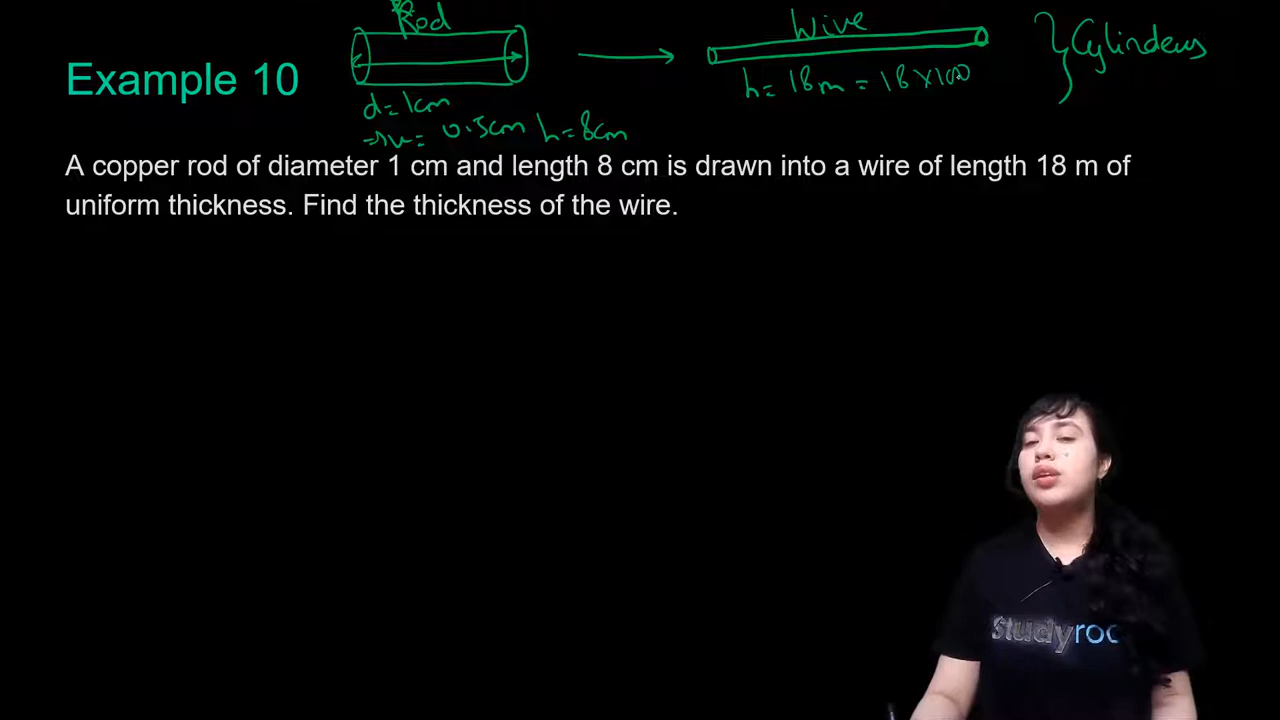 Rod
Wire
} Cylinders
Example 10
d=1cm
h= 18m = 18×100
⇒r= 0.5cm h=8cm
A copper rod of diameter 1 cm and length 8 cm is drawn into a wire of length 18 m of
uniform thickness. Find the thickness of the wire.
studyroo